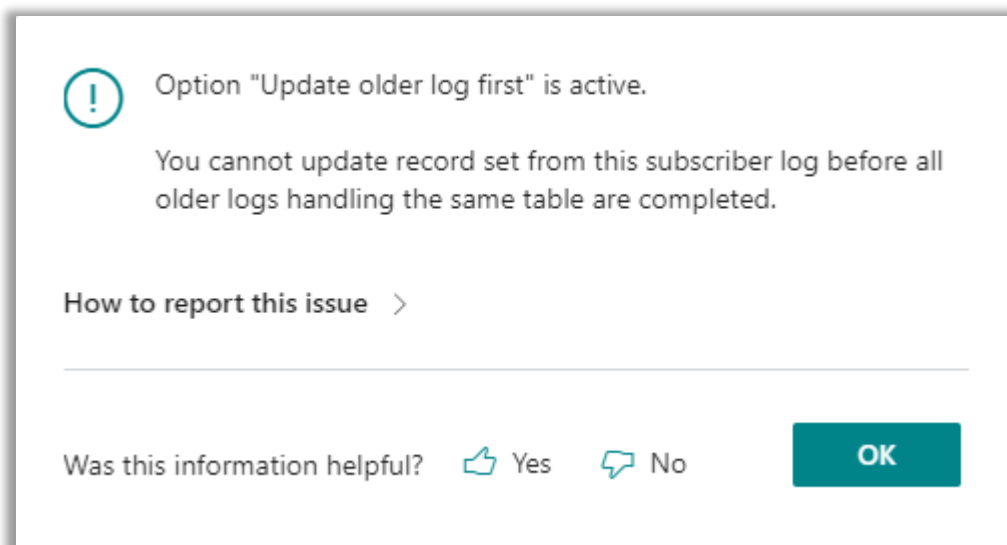 Option "Update older log first" is active.
You cannot update record set from this subscriber log before all
older logs handling the same table are completed.
How to report this issue
Was this information helpful? Yes No OK